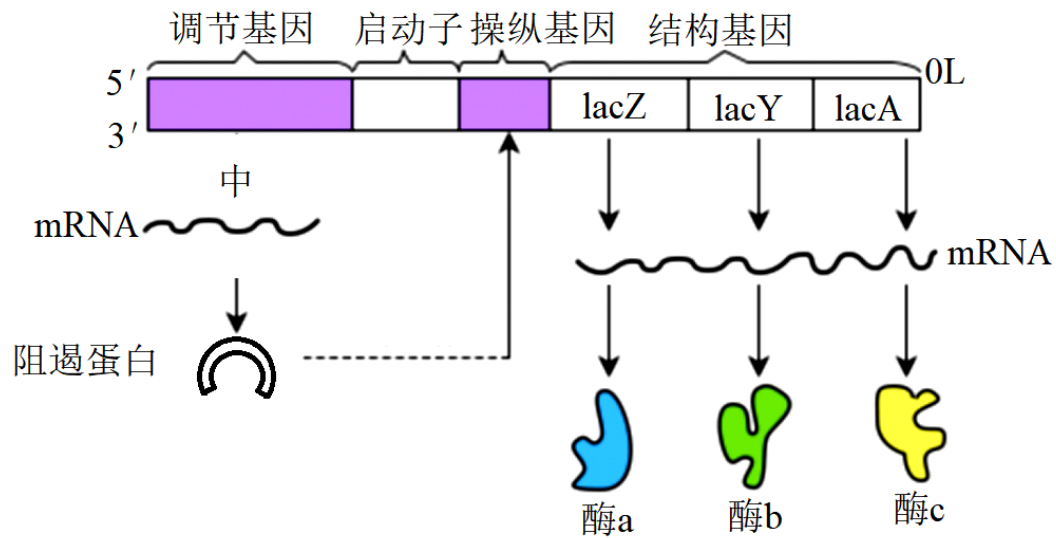 调节基因 启动子 操纵基因 结构基因
5′ 0L
lacZ lacY lacA
3′
中
mRNA
mRNA
阻遏蛋白
酶a 酶b 酶c